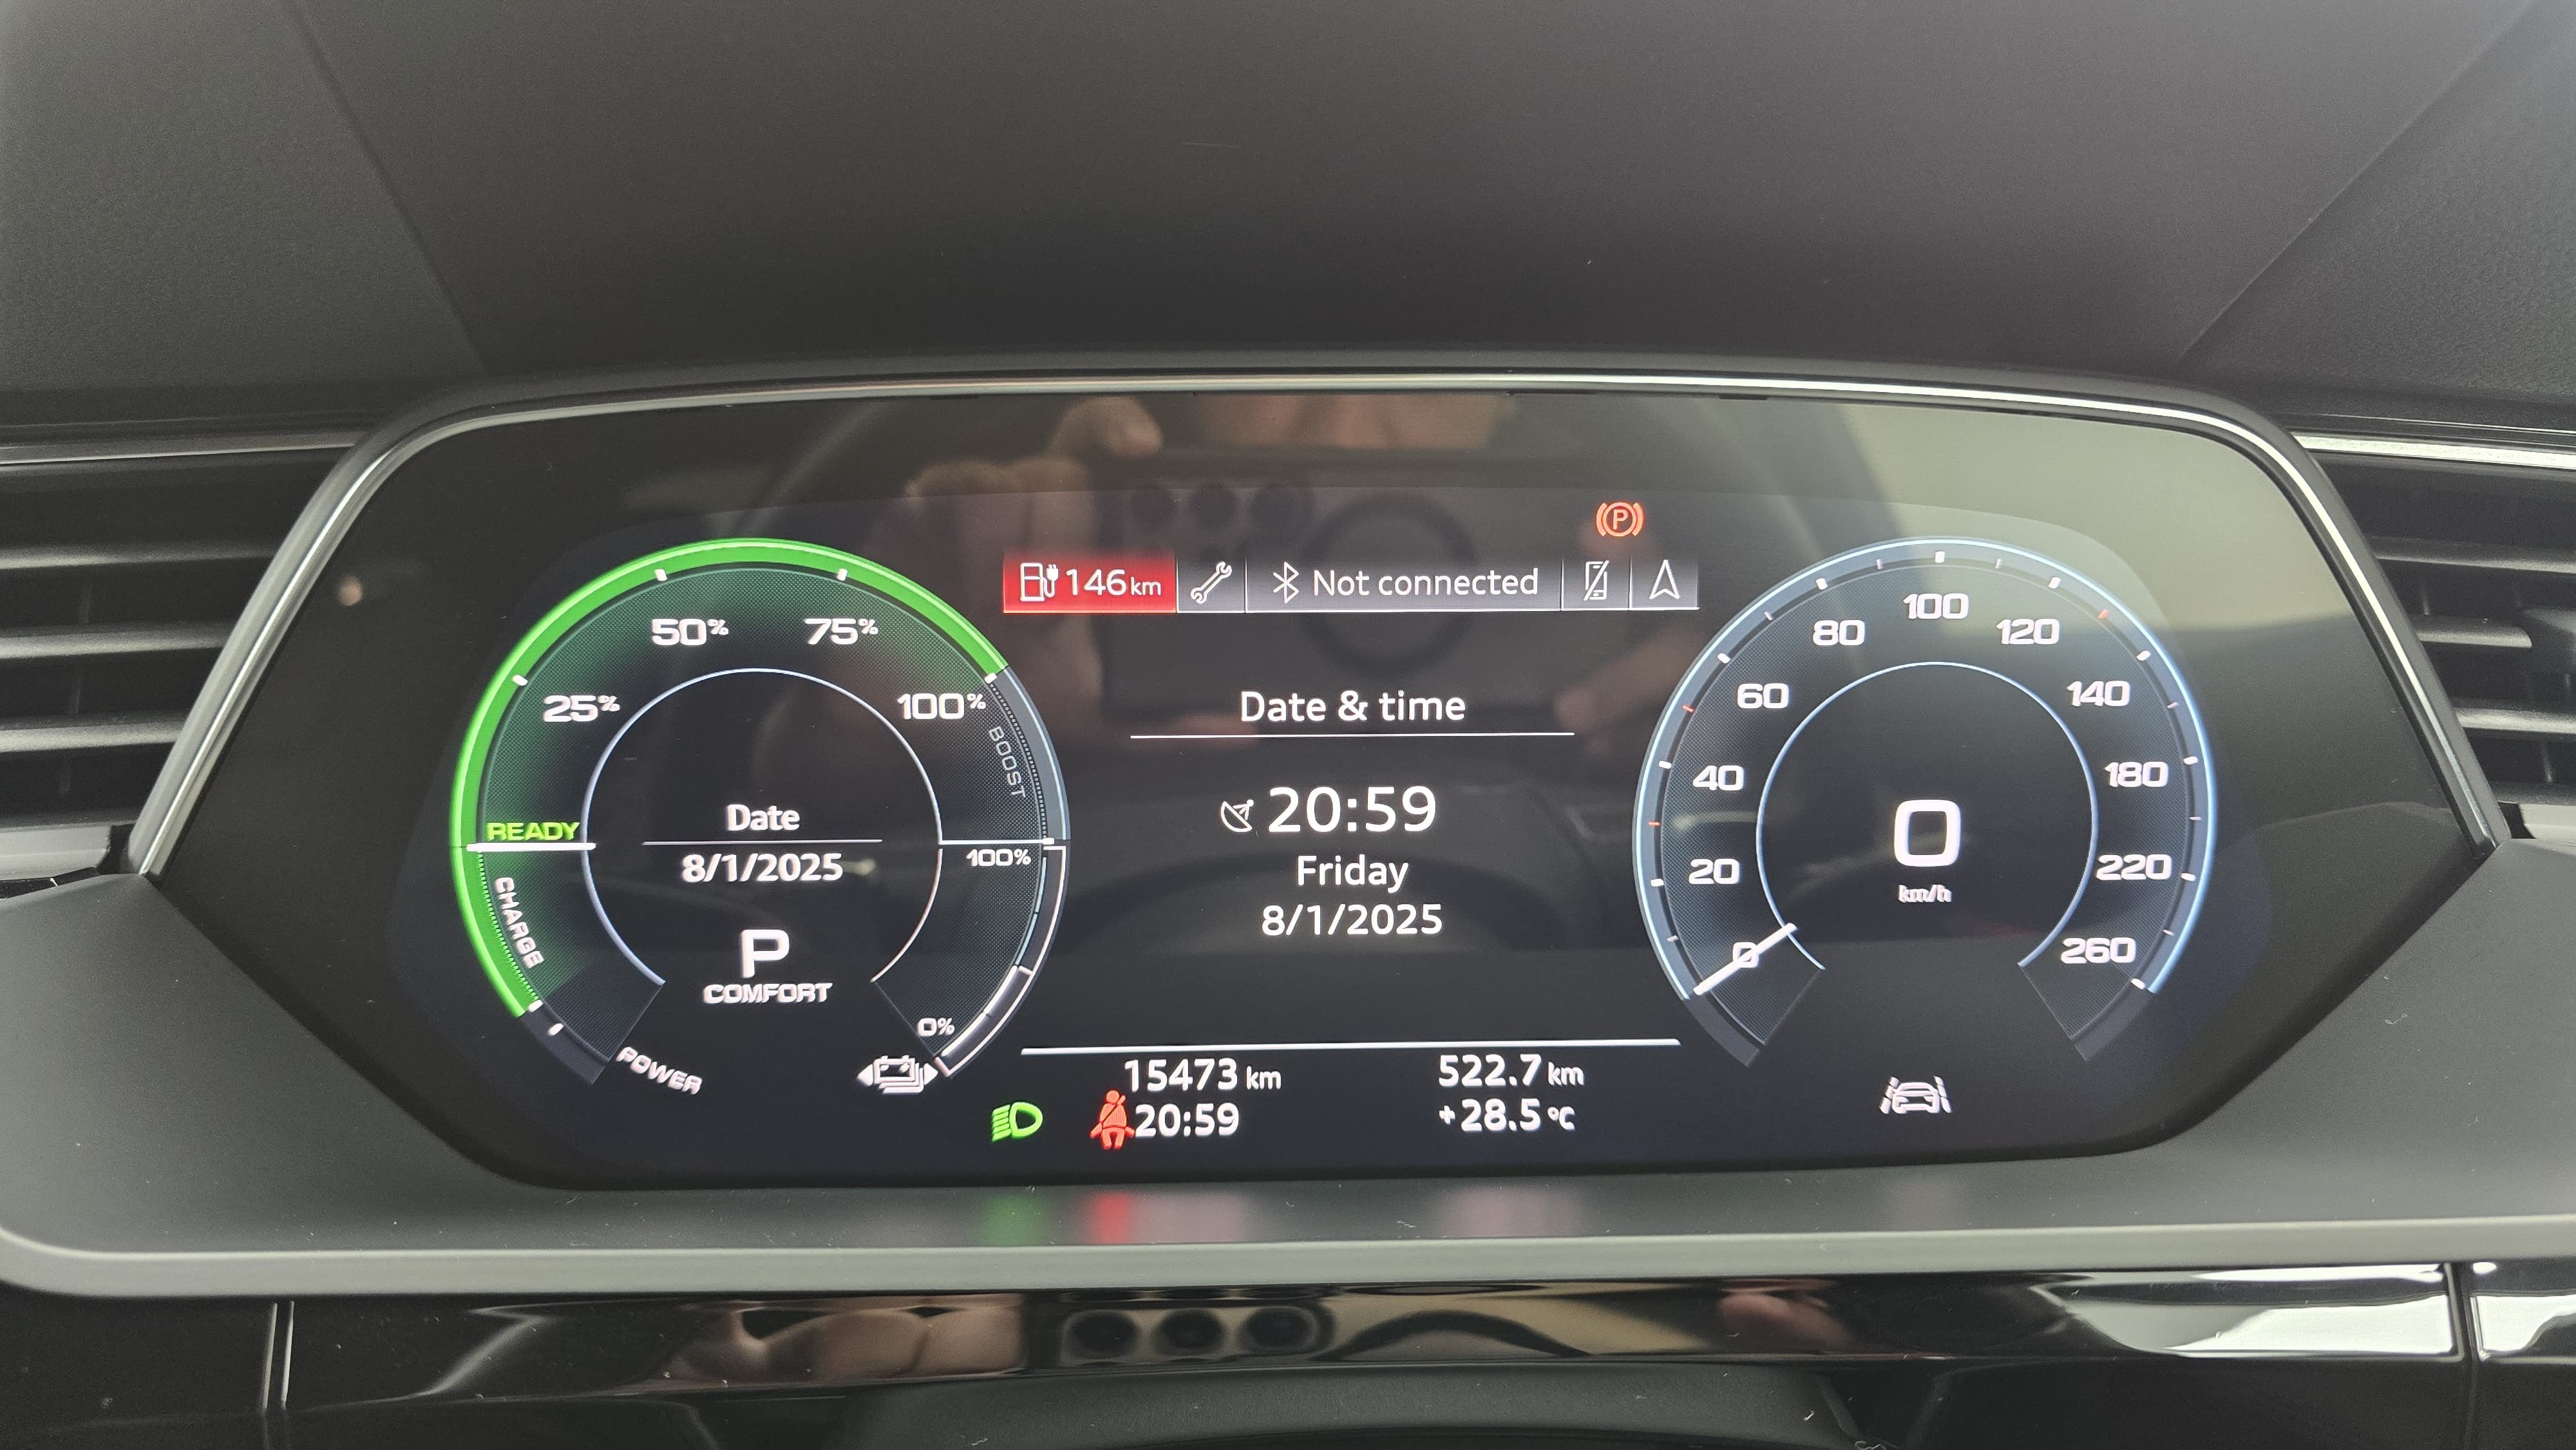 146 km
Not connected
50%
75%
25%
100%
BOOST
READY
CHARGE
POWER
Date
8/1/2025
P
COMFORT
100%
0%
Date & time
20:59
Friday
8/1/2025
15473 km
522.7 km
20:59
+28.5 °C
P
0
20
40
60
80
100
120
140
180
220
260
0
km/h